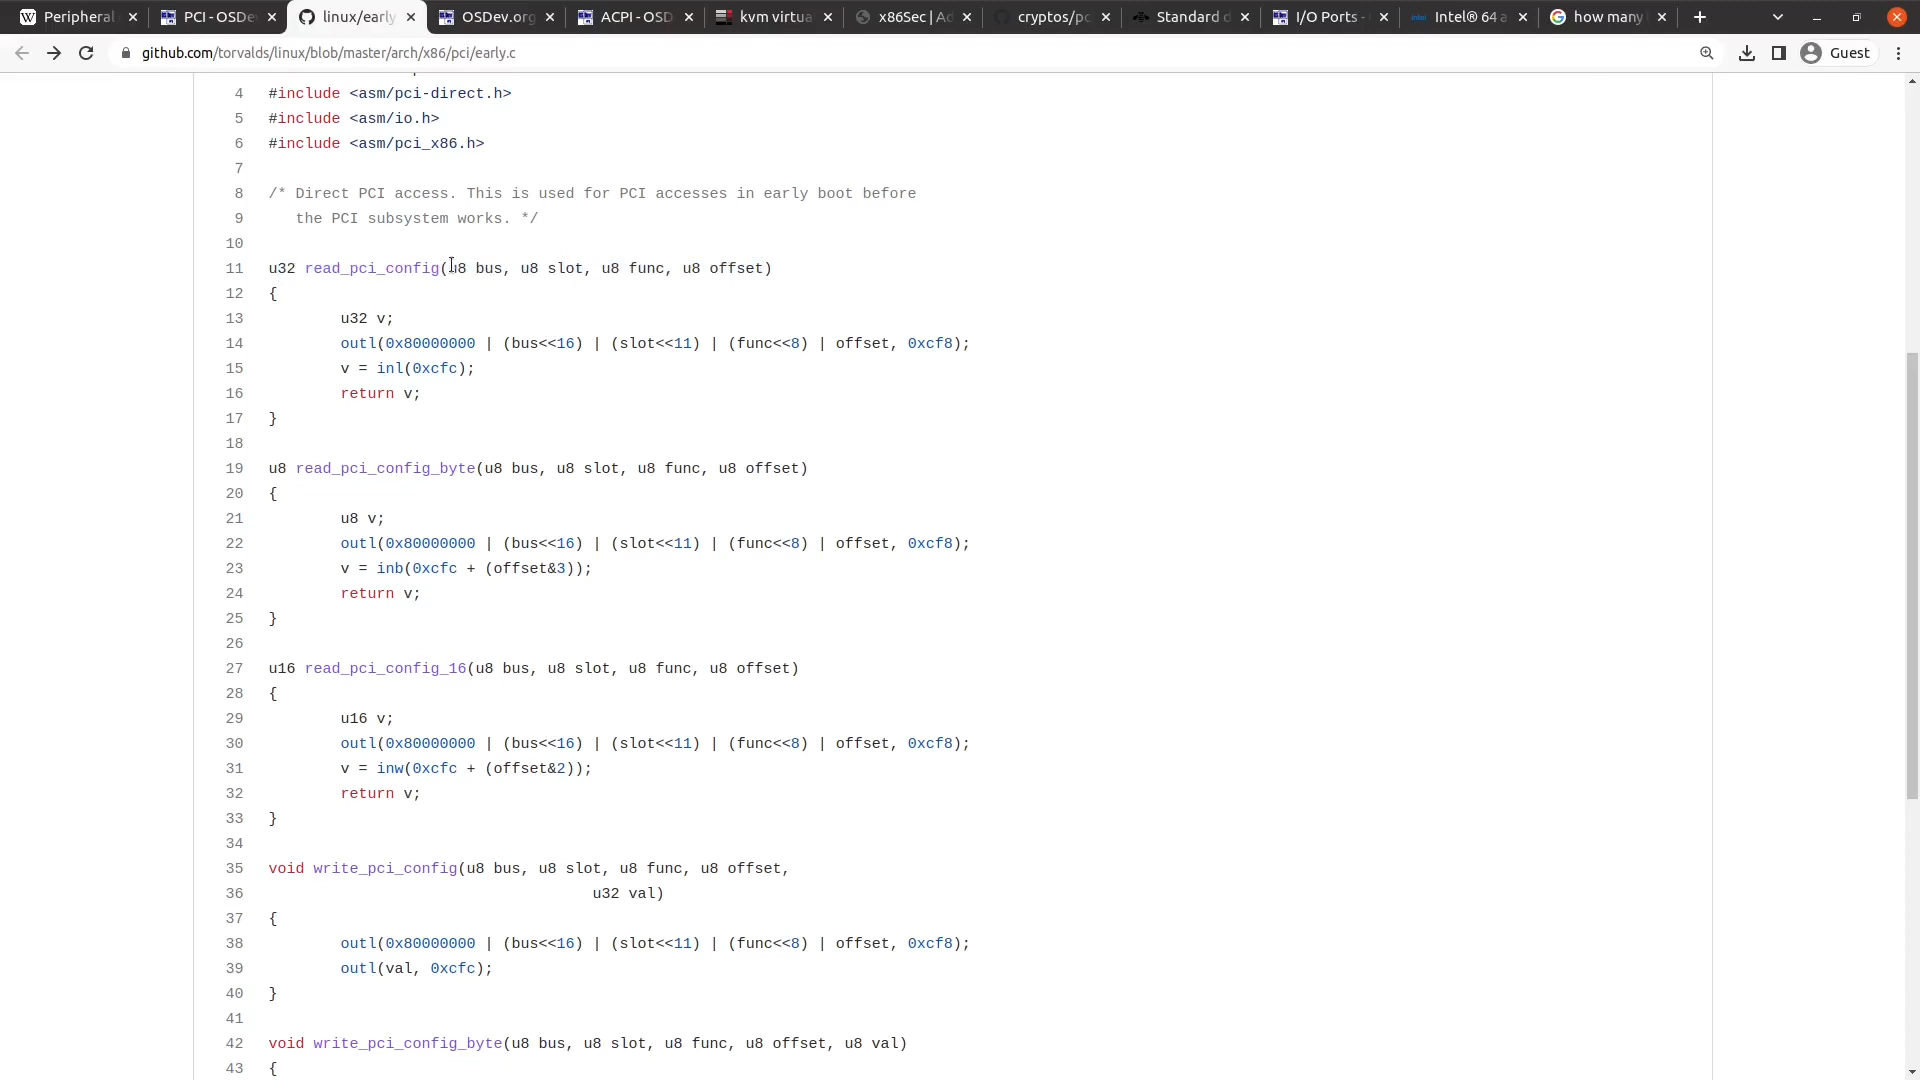 Peripheral
PCI - OSDev
linux/early
OSDev.org
ACPI - OSD
kvm virtua
x86Sec | Ad
cryptos/pc
Standard d
I/O Ports -
Intel® 64 a
how many
github.com/torvalds/linux/blob/master/arch/x86/pci/early.c
Guest
4 #include <asm/pci-direct.h>
5 #include <asm/io.h>
6 #include <asm/pci_x86.h>
7
8 /* Direct PCI access. This is used for PCI accesses in early boot before
9 the PCI subsystem works. */
10
11 u32 read_pci_config(u8 bus, u8 slot, u8 func, u8 offset)
12 {
13 u32 v;
14 outl(0x80000000 | (bus<<16) | (slot<<11) | (func<<8) | offset, 0xcf8);
15 v = inl(0xcfc);
16 return v;
17 }
18
19 u8 read_pci_config_byte(u8 bus, u8 slot, u8 func, u8 offset)
20 {
21 u8 v;
22 outl(0x80000000 | (bus<<16) | (slot<<11) | (func<<8) | offset, 0xcf8);
23 v = inb(0xcfc + (offset&3));
24 return v;
25 }
26
27 u16 read_pci_config_16(u8 bus, u8 slot, u8 func, u8 offset)
28 {
29 u16 v;
30 outl(0x80000000 | (bus<<16) | (slot<<11) | (func<<8) | offset, 0xcf8);
31 v = inw(0xcfc + (offset&2));
32 return v;
33 }
34
35 void write_pci_config(u8 bus, u8 slot, u8 func, u8 offset,
36 u32 val)
37 {
38 outl(0x80000000 | (bus<<16) | (slot<<11) | (func<<8) | offset, 0xcf8);
39 outl(val, 0xcfc);
40 }
41
42 void write_pci_config_byte(u8 bus, u8 slot, u8 func, u8 offset, u8 val)
43 {